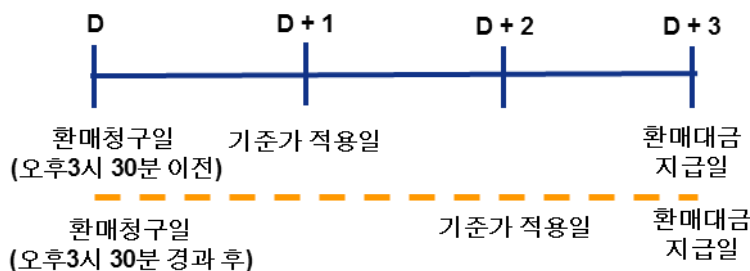 D
D + 1
D + 2
D + 3
환매청구일
(오후3시 30분 이전)
기준가 적용일
환매대금
지급일
환매청구일
(오후3시 30분 경과 후)
기준가 적용일
환매대금
지급일